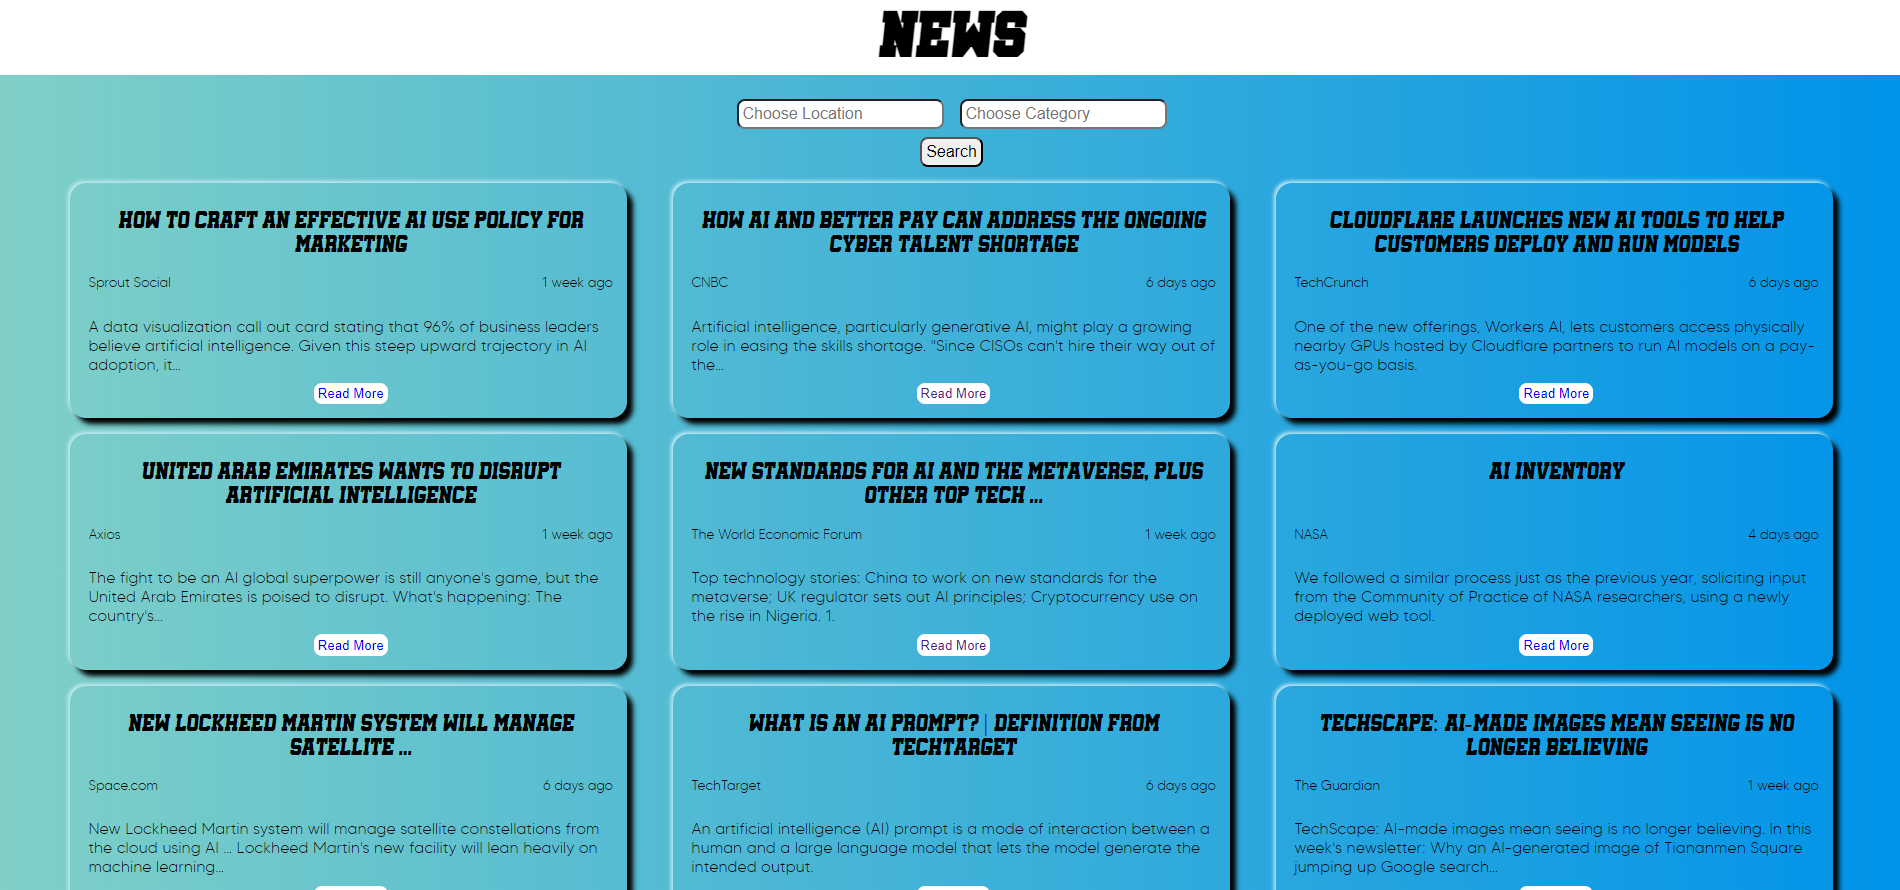 NEWS
Choose Location
Choose Category
Search
HOW TO CRAFT AN EFFECTIVE AI USE POLICY FOR
MARKETING
Sprout Social
1 week ago
A data visualization call out card stating that 96% of business leaders
believe artificial intelligence. Given this steep upward trajectory in AI
adoption, it...
Read More
HOW AI AND BETTER PAY CAN ADDRESS THE ONGOING
CYBER TALENT SHORTAGE
CNBC
6 days ago
Artificial intelligence, particularly generative AI, might play a growing
role in easing the skills shortage. "Since CISOs can't hire their way out of
the...
Read More
CLOUDFLARE LAUNCHES NEW AI TOOLS TO HELP
CUSTOMERS DEPLOY AND RUN MODELS
TechCrunch
6 days ago
One of the new offerings, Workers AI, lets customers access physically
nearby GPUs hosted by Cloudflare partners to run AI models on a pay-
as-you-go basis.
Read More
UNITED ARAB EMIRATES WANTS TO DISRUPT
ARTIFICIAL INTELLIGENCE
Axios
1 week ago
The fight to be an AI global superpower is still anyone's game, but the
United Arab Emirates is poised to disrupt. What's happening: The
country's...
Read More
NEW STANDARDS FOR AI AND THE METAVERSE, PLUS
OTHER TOP TECH ...
The World Economic Forum
1 week ago
Top technology stories: China to work on new standards for the
metaverse; UK regulator sets out AI principles; Cryptocurrency use on
the rise in Nigeria. 1.
Read More
AI INVENTORY
NASA
4 days ago
We followed a similar process just as the previous year, soliciting input
from the Community of Practice of NASA researchers, using a newly
deployed web tool.
Read More
NEW LOCKHEED MARTIN SYSTEM WILL MANAGE
SATELLITE ...
Space.com
6 days ago
New Lockheed Martin system will manage satellite constellations from
the cloud using AI ... Lockheed Martin's new facility will lean heavily on
machine learning...
WHAT IS AN AI PROMPT? | DEFINITION FROM
TECHTARGET
TechTarget
6 days ago
An artificial intelligence (AI) prompt is a mode of interaction between a
human and a large language model that lets the model generate the
intended output.
TECHSCAPE: AI-MADE IMAGES MEAN SEEING IS NO
LONGER BELIEVING
The Guardian
1 week ago
TechScape: AI-made images mean seeing is no longer believing. In this
week's newsletter: Why an AI-generated image of Tiananmen Square
jumping up Google search...